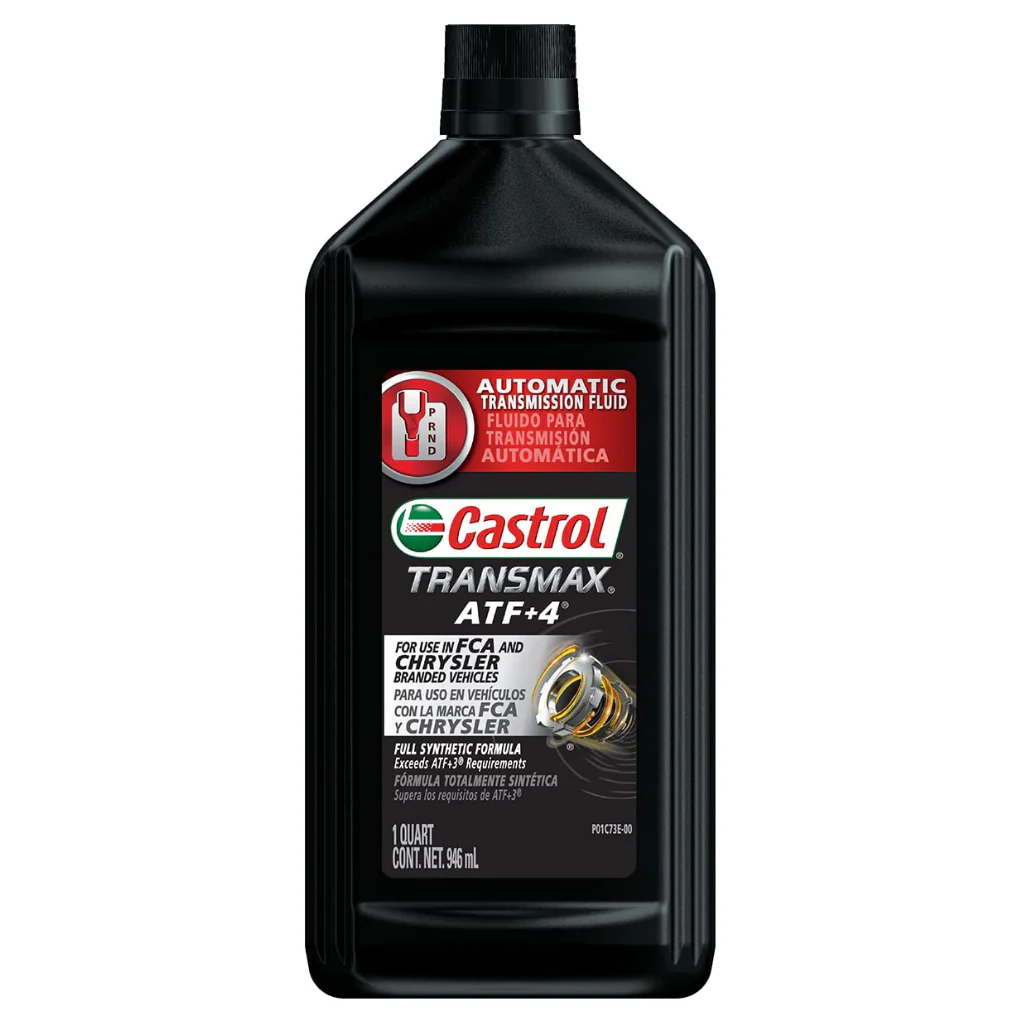 AUTOMATIC
TRANSMISSION FLUID
FLUIDO PARA
TRANSMISIÓN
AUTOMÁTICA
P
R
N
D
Castrol®
TRANSMAX®
ATF+4®
FOR USE IN FCA AND
CHRYSLER
BRANDED VEHICLES
PARA USO EN VEHÍCULOS
CON LA MARCA FCA
Y CHRYSLER
®
FULL SYNTHETIC FORMULA
Exceeds ATF+3® Requirements
FÓRMULA TOTALMENTE SINTÉTICA
Supera los requisitos de ATF+3®
P01C73E-00
1 QUART
CONT. NET. 946 mL